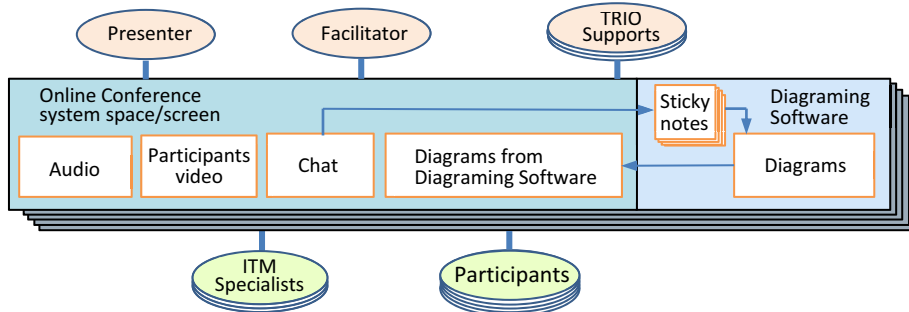 Presenter
Facilitator
TRIO
Supports
Online Conference
system space/screen
Audio
Participants
video
Chat
Diagrams from
Diagraming Software
Sticky
notes
Diagraming
Software
Diagrams
ITM
Specialists
Participants